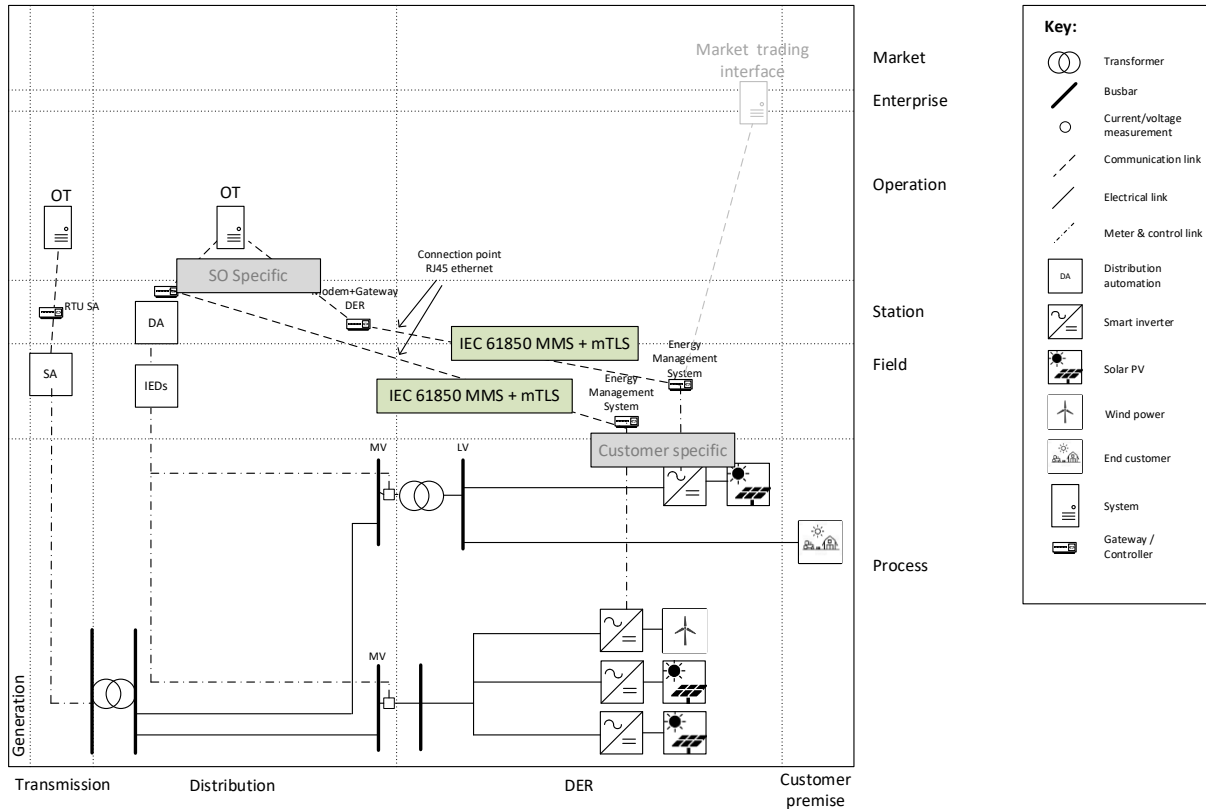 Market trading
interface
OT
OT
SO Specific
Connection point
RJ45 ethernet
Modem+Gateway
DER
RTU SA
DA
SA
IEDs
IEC 61850 MMS + mTLS
Energy
Management
System
IEC 61850 MMS + mTLS
Energy
Management
System
Customer specific
MV
LV
MV
Generation
Transmission
Distribution
DER
Customer
premise
Market
Enterprise
Operation
Station
Field
Process
Key:
Transformer
Busbar
Current/voltage
measurement
Communication link
Electrical link
Meter & control link
DA
Distribution
automation
Smart inverter
Solar PV
Wind power
End customer
System
Gateway /
Controller